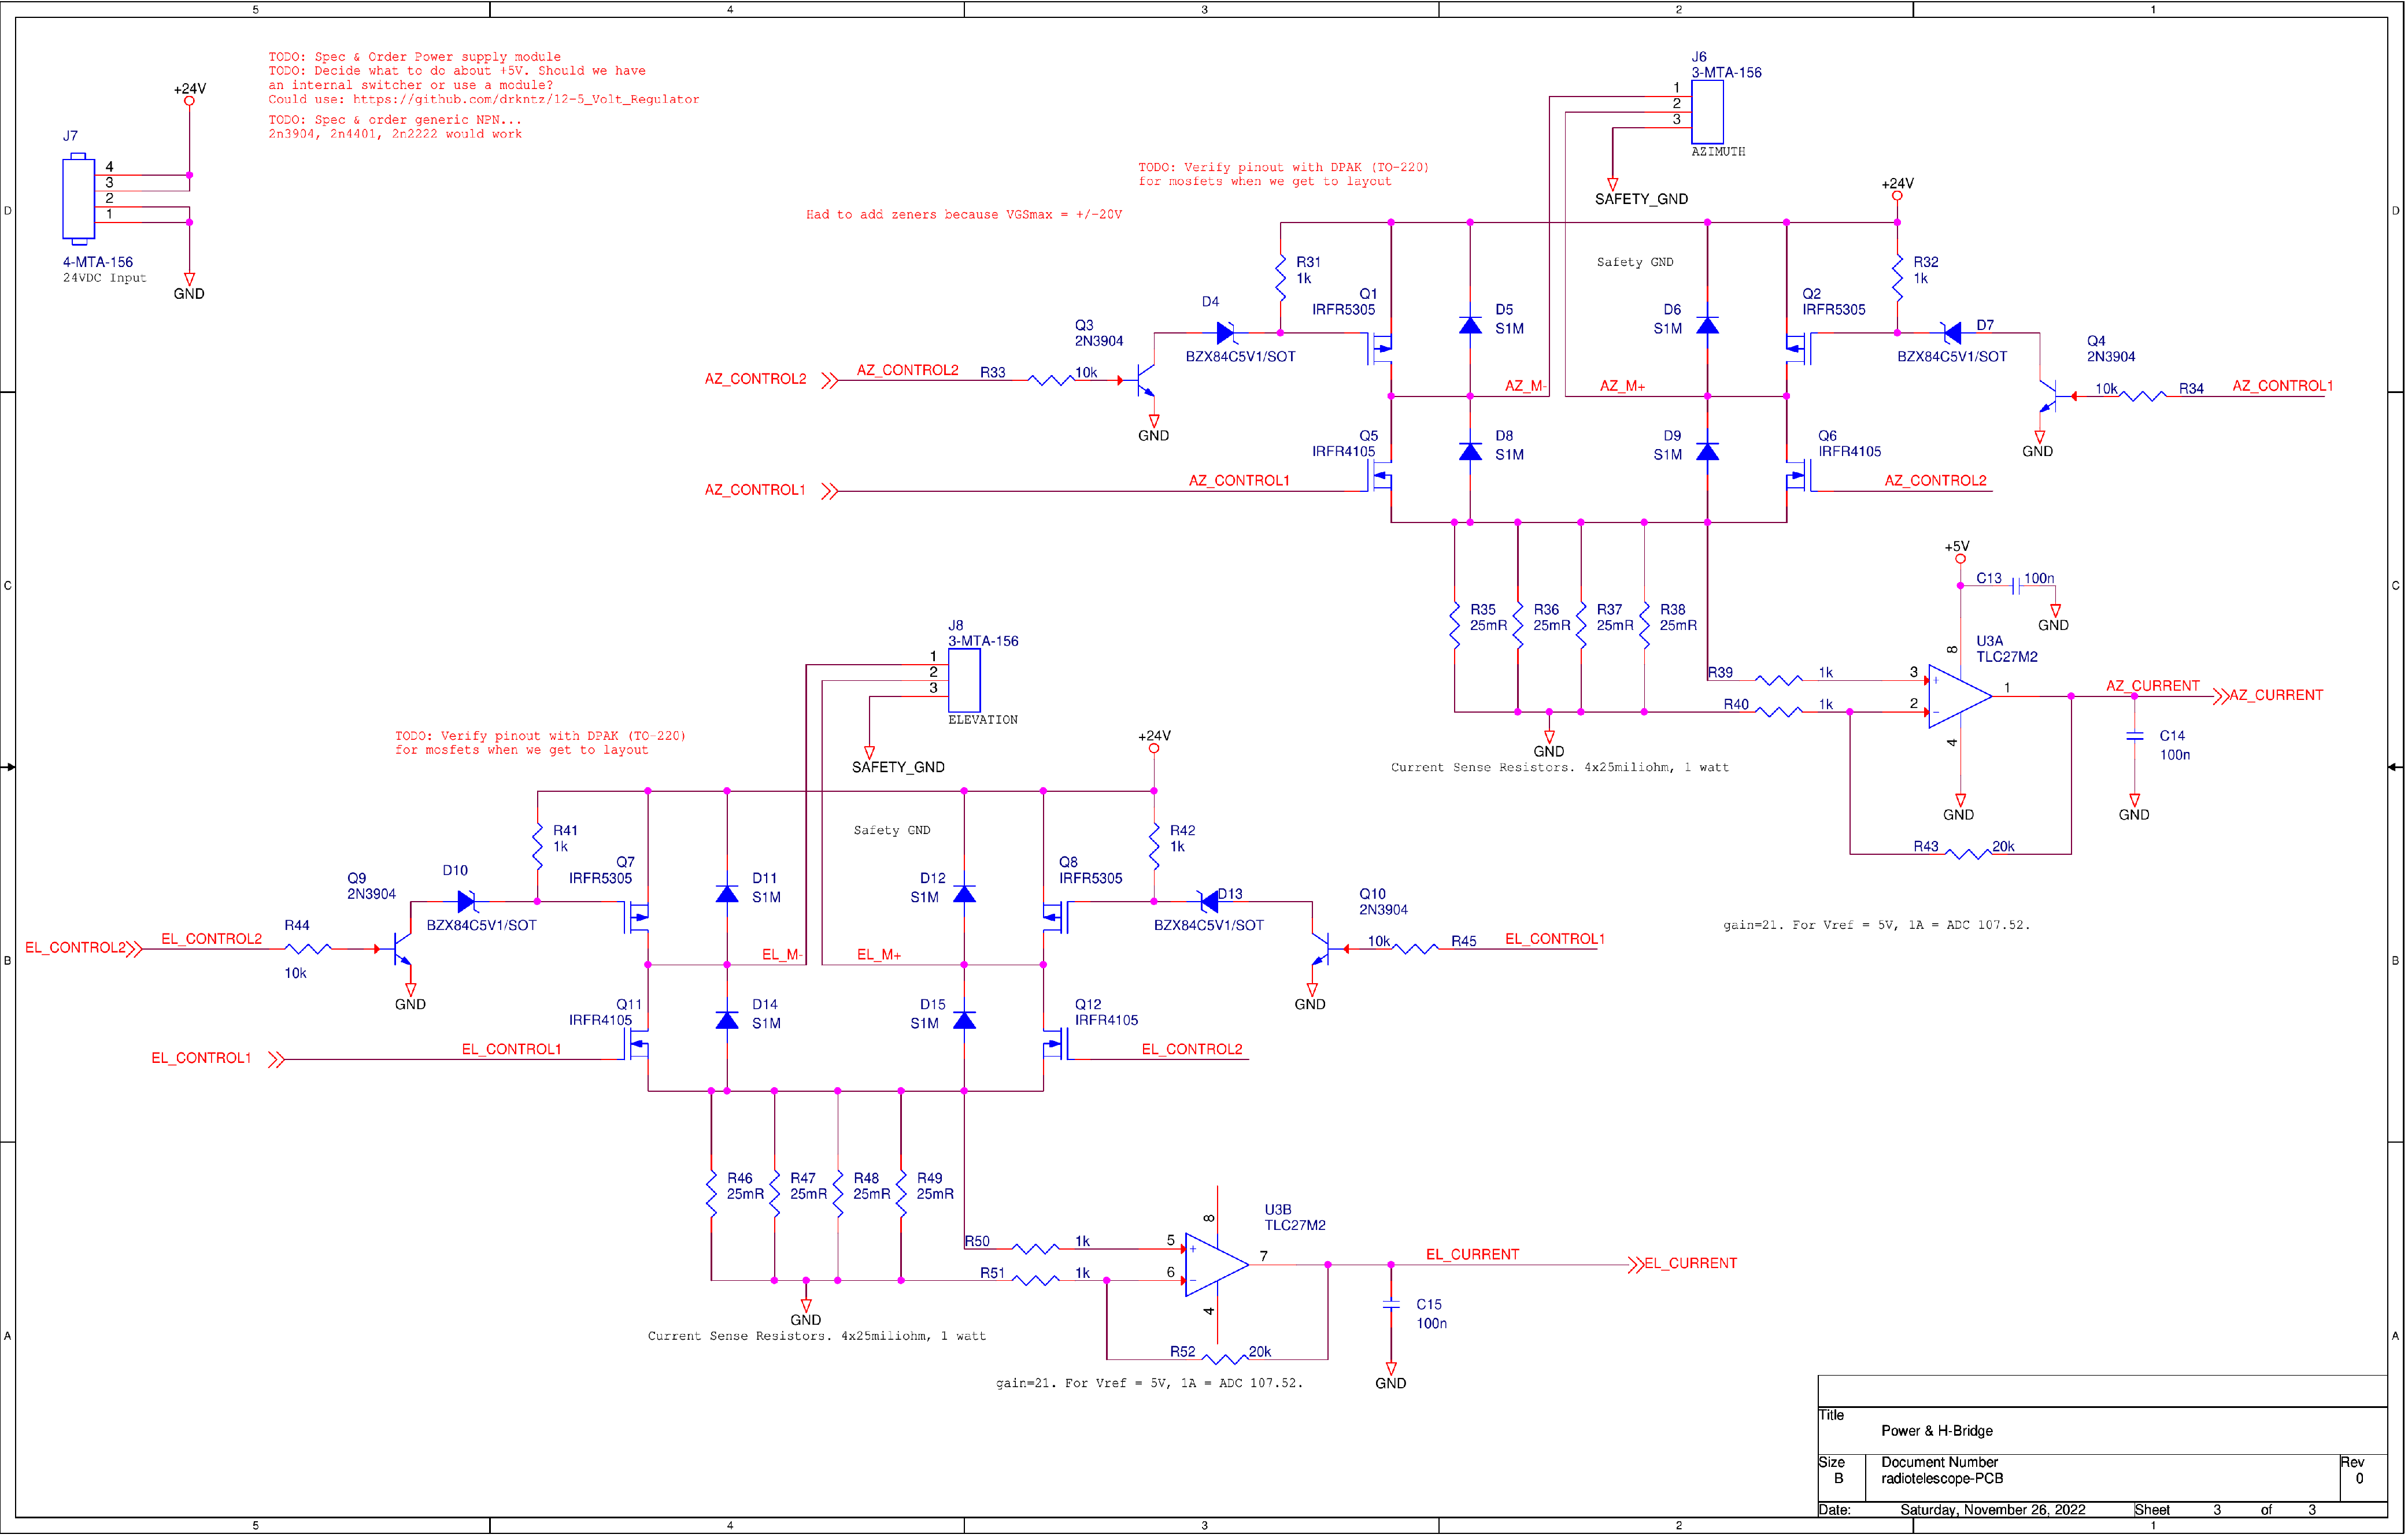 5 4 3 2 1
TODO: Spec & Order Power supply module
TODO: Decide what to do about +5V. Should we have
an internal switcher or use a module?
Could use: https://github.com/drkntz/12-5_Volt_Regulator
TODO: Spec & order generic NPN...
2n3904, 2n4401, 2n2222 would work
+24V
J7
4
3
2
1
4-MTA-156
24VDC Input
GND
J6
3-MTA-156
1
2
3
AZIMUTH
SAFETY_GND
TODO: Verify pinout with DPAK (TO-220)
for mosfets when we get to layout
Had to add zeners because VGSmax = +/-20V
+24V
D
D
Safety GND
R31
1k
R32
1k
Q1
IRFR5305
D5
S1M
D6
S1M
Q2
IRFR5305
D4
BZX84C5V1/SOT
D7
BZX84C5V1/SOT
Q3
2N3904
Q4
2N3904
AZ_CONTROL2
AZ_CONTROL2
R33
10k
GND
AZ_M-
AZ_M+
10k
R34
AZ_CONTROL1
GND
Q5
IRFR4105
D8
S1M
D9
S1M
Q6
IRFR4105
AZ_CONTROL1
AZ_CONTROL1
AZ_CONTROL2
C
C
R35
25mR
R36
25mR
R37
25mR
R38
25mR
+5V
C13
100n
GND
U3A
TLC27M2
8
R39
1k
3
+
R40
1k
2
-
1
4
AZ_CURRENT
AZ_CURRENT
C14
100n
GND
GND
GND
Current Sense Resistors. 4x25miliohm, 1 watt
R43
20k
gain=21. For Vref = 5V, 1A = ADC 107.52.
J8
3-MTA-156
1
2
3
ELEVATION
SAFETY_GND
TODO: Verify pinout with DPAK (TO-220)
for mosfets when we get to layout
+24V
Safety GND
R41
1k
R42
1k
Q7
IRFR5305
D11
S1M
D12
S1M
Q8
IRFR5305
D10
BZX84C5V1/SOT
D13
BZX84C5V1/SOT
Q9
2N3904
Q10
2N3904
B
B
EL_CONTROL2
EL_CONTROL2
R44
10k
GND
EL_M-
EL_M+
10k
R45
EL_CONTROL1
GND
Q11
IRFR4105
D14
S1M
D15
S1M
Q12
IRFR4105
EL_CONTROL1
EL_CONTROL1
EL_CONTROL2
R46
25mR
R47
25mR
R48
25mR
R49
25mR
U3B
TLC27M2
8
R50
1k
5
+
R51
1k
6
-
7
4
EL_CURRENT
EL_CURRENT
C15
100n
GND
GND
Current Sense Resistors. 4x25miliohm, 1 watt
R52
20k
gain=21. For Vref = 5V, 1A = ADC 107.52.
A
A
Title
Power & H-Bridge
Size
B
Document Number
radiotelescope-PCB
Rev
0
Date: Saturday, November 26, 2022 Sheet 3 of 3
5 4 3 2 1